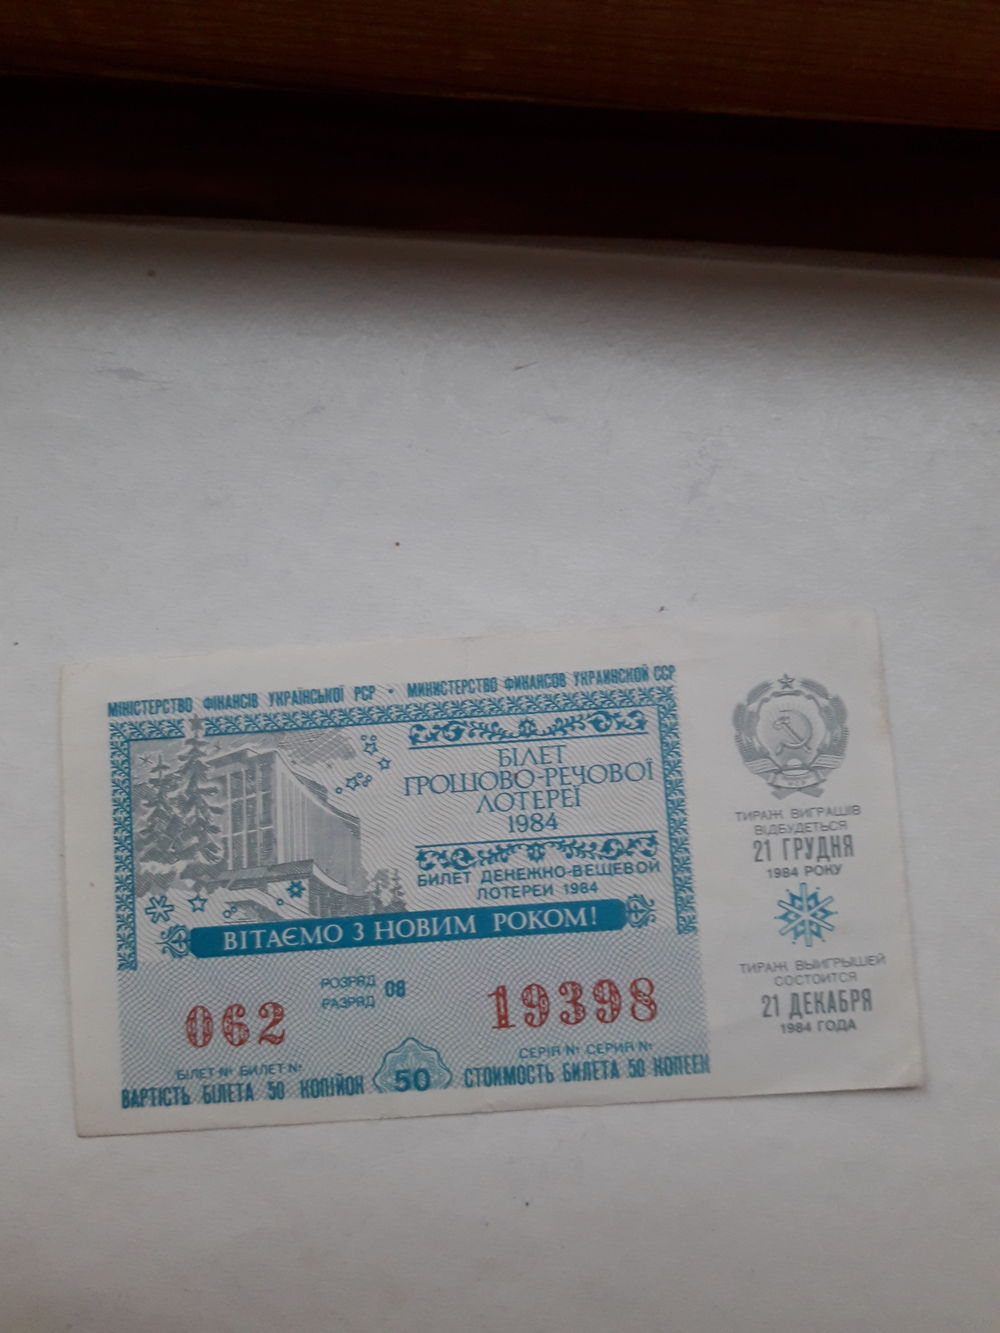 МІНІСТЕРСТВО ФІНАНСІВ УКРАЇНСЬКОЇ РСР • МИНИСТЕРСТВО ФИНАНСОВ УКРАИНСКОЙ ССР
БІЛЕТ
ГРОШОВО-РЕЧОВОЇ
ЛОТЕРЕЇ
1984
БИЛЕТ ДЕНЕЖНО-ВЕЩЕВОЙ
ЛОТЕРЕИ 1984
ВІТАЄМО З НОВИМ РОКОМ!
РОЗРЯД
РАЗРЯД 08
062
19398
БІЛЕТ № БИЛЕТ №
СЕРІЯ № СЕРИЯ №
ВАРТІСТЬ БІЛЕТА 50 КОПІЙОК
50
СТОИМОСТЬ БИЛЕТА 50 КОПЕЕК
ТИРАЖ ВИГРАШІВ
ВІДБУДЕТЬСЯ
21 ГРУДНЯ
1984 РОКУ
ТИРАЖ ВЫИГРЫШЕЙ
СОСТОИТСЯ
21 ДЕКАБРЯ
1984 ГОДА